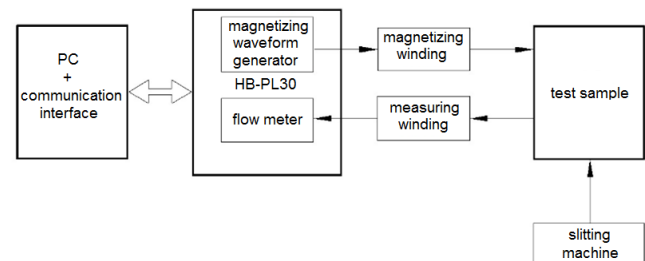 PC
+
communication
interface
magnetizing
waveform
generator
HB-PL30
flow meter
magnetizing
winding
measuring
winding
test sample
slitting
machine